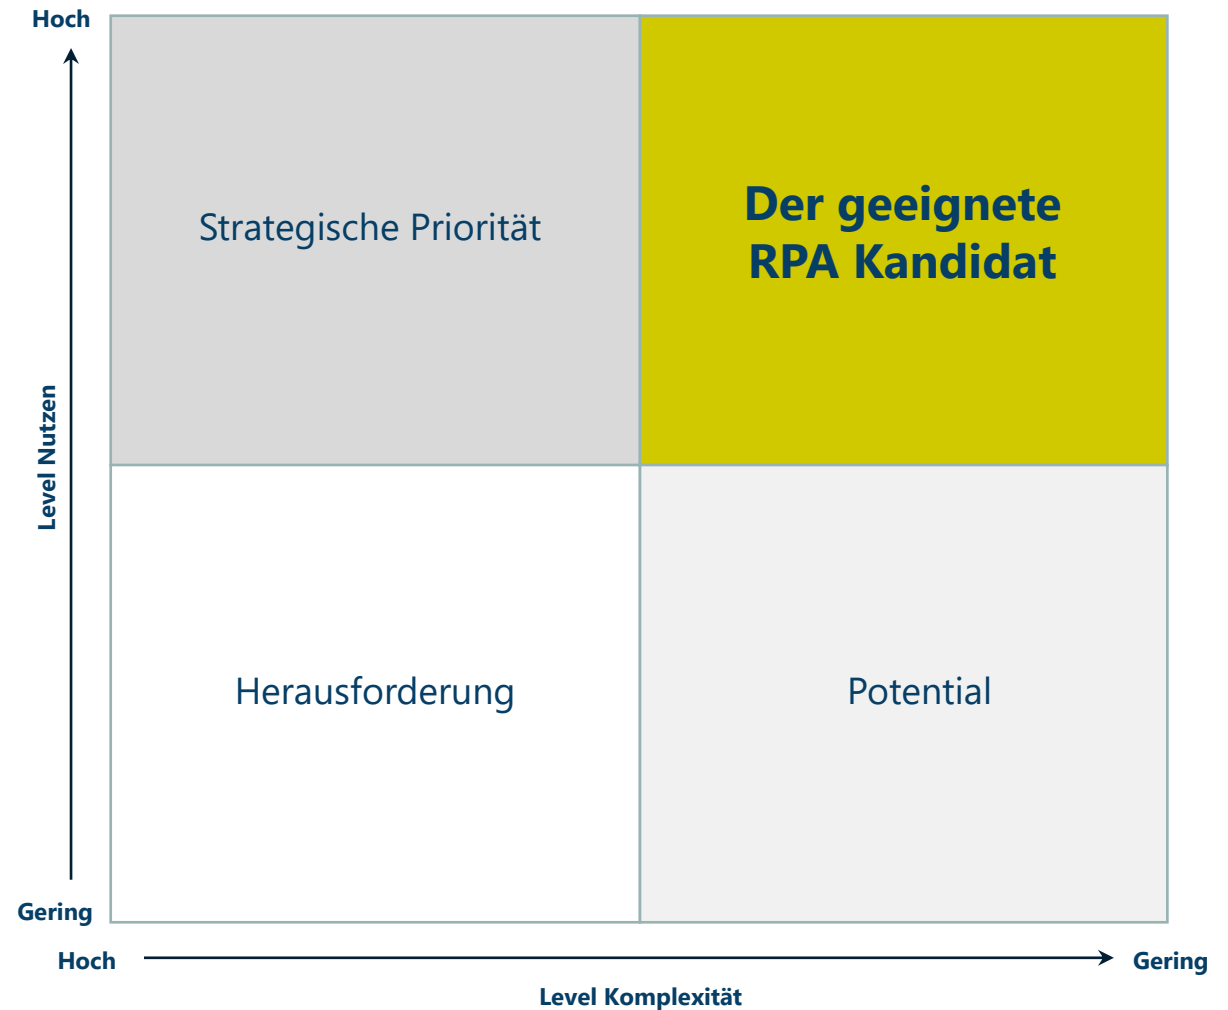 Hoch
Strategische Priorität
Der geeignete
RPA Kandidat
Level Nutzen
Herausforderung
Potential
Gering
Hoch
Gering
Level Komplexität